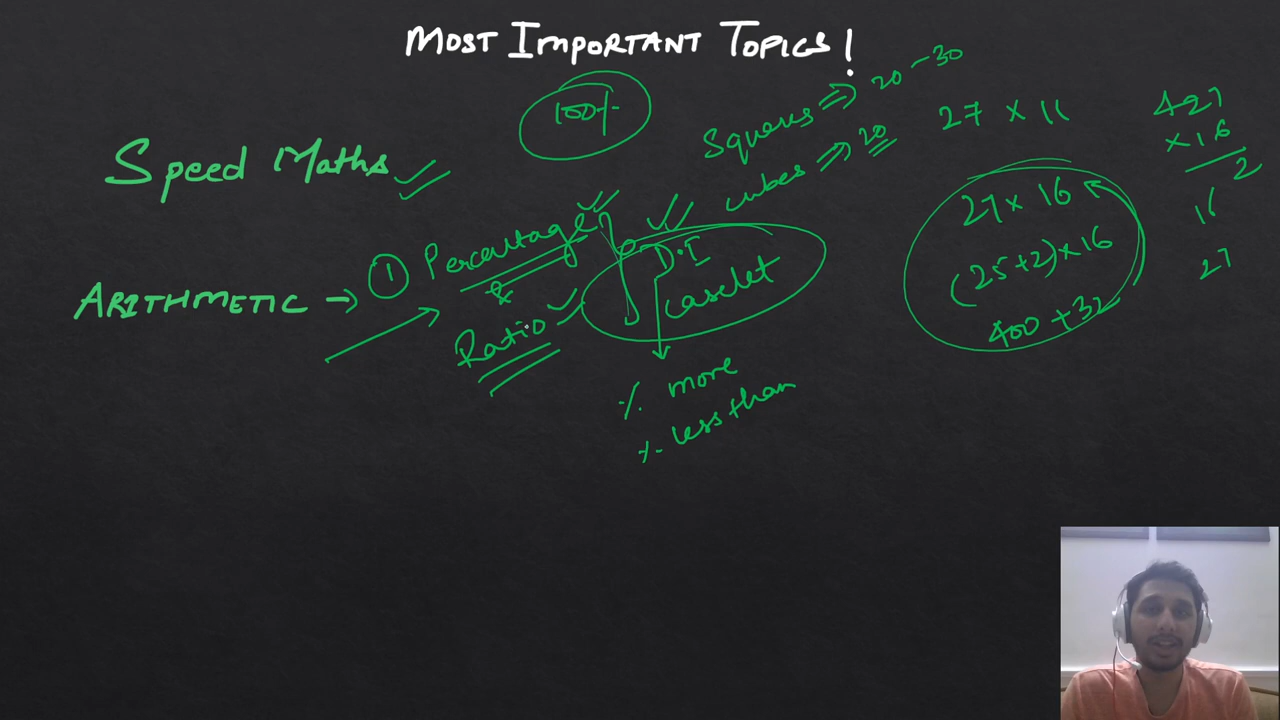 MOST IMPORTANT TOPICS!
100%
Squares ⇒ 20-30
cubes ⇒ 20
Speed Maths
ARITHMETIC →
① Percentage
&
Ratio
D.I
caselet
% more
% less than
27 × 11
27 × 16
(25+2)×16
400 + 32
427
×16
2
16
27